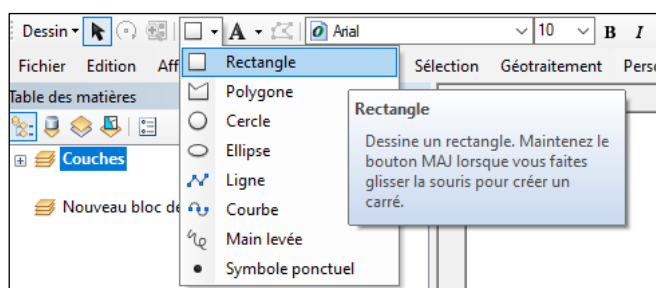 Dessin A Arial 10 B I
Fichier Edition Aff Sélection Géotraitement Pers
Table des matières
Rectangle
Polygone
Cercle
Ellipse
Ligne
Courbe
Main levée
Symbole ponctuel
Rectangle
Dessine un rectangle. Maintenez le
bouton MAJ lorsque vous faites
glisser la souris pour créer un
carré.
Couches
Nouveau bloc de